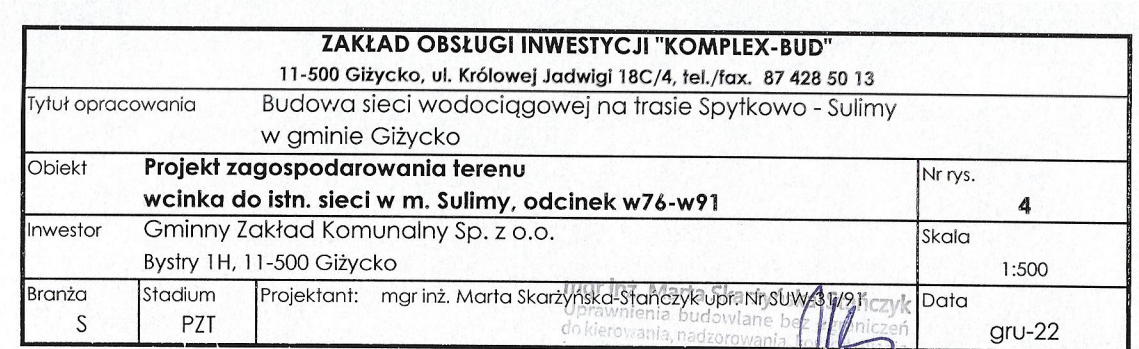 ZAKŁAD OBSŁUGI INWESTYCJI "KOMPLEX-BUD"
11-500 Giżycko, ul. Królowej Jadwigi 18C/4, tel./fax. 87 428 50 13
Tytuł opracowania Budowa sieci wodociągowej na trasie Spytkowo - Sulimy
w gminie Giżycko
Obiekt Projekt zagospodarowania terenu
wcinka do istn. sieci w m. Sulimy, odcinek w76-w91
Nr rys.
4
Inwestor Gminny Zakład Komunalny Sp. z o.o.
Bystry 1H, 11-500 Giżycko
Skala
1:500
Branża
S
Stadium
PZT
Projektant: mgr inż. Marta Skarżyńska-Stańczyk upr. Nr SUW-31/91
mgr inż. Marta
Uprawnienia budowlane bez
do kierowania, nadzorowania,
Data
gru-22